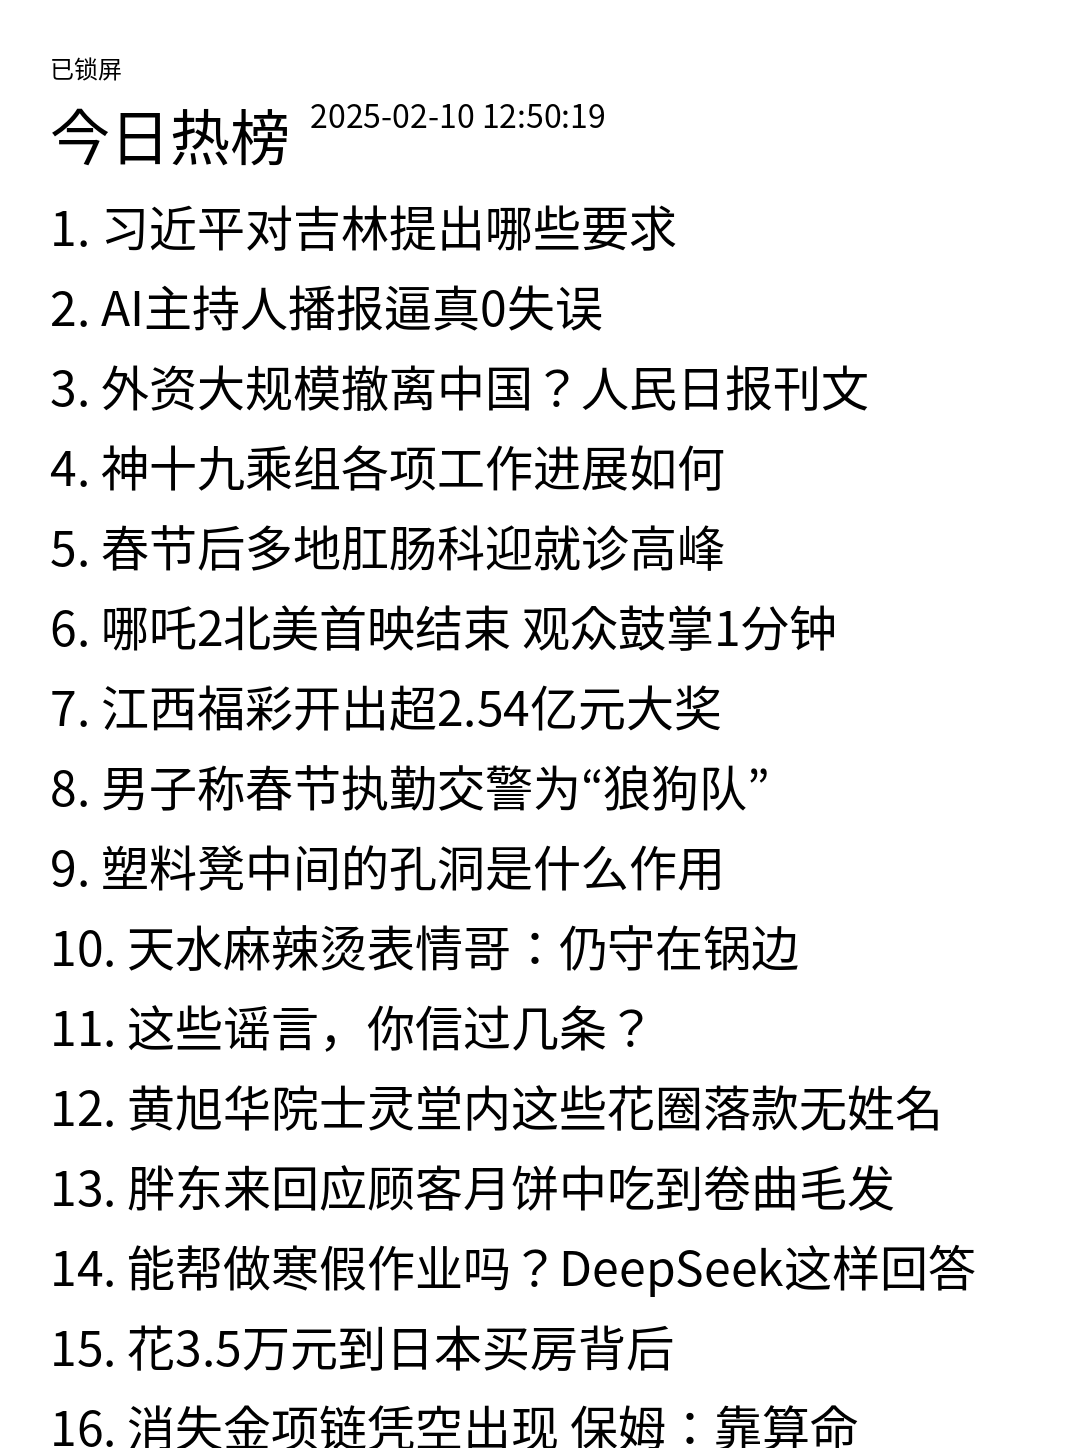 已锁屏
今日热榜 2025-02-10 12:50:19
1. 习近平对吉林提出哪些要求
2. AI主持人播报逼真0失误
3. 外资大规模撤离中国？人民日报刊文
4. 神十九乘组各项工作进展如何
5. 春节后多地肛肠科迎就诊高峰
6. 哪吒2北美首映结束 观众鼓掌1分钟
7. 江西福彩开出超2.54亿元大奖
8. 男子称春节执勤交警为“狼狗队”
9. 塑料凳中间的孔洞是什么作用
10. 天水麻辣烫表情哥：仍守在锅边
11. 这些谣言，你信过几条？
12. 黄旭华院士灵堂内这些花圈落款无姓名
13. 胖东来回应顾客月饼中吃到卷曲毛发
14. 能帮做寒假作业吗？DeepSeek这样回答
15. 花3.5万元到日本买房背后
16. 消失金项链凭空出现 保姆：靠算命